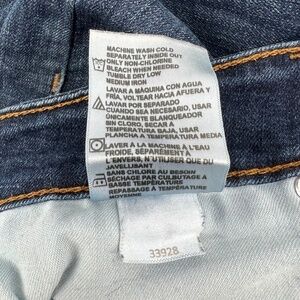 MACHINE WASH COLD
SEPARATELY INSIDE OUT
ONLY NON-CHLORINE
BLEACH WHEN NEEDED
TUMBLE DRY LOW
MEDIUM IRON
LAVAR A MÁQUINA CON AGUA
FRÍA, VOLTEAR HACIA AFUERA Y
LAVAR POR SEPARADO
CUANDO SEA NECESARIO, USAR
ÚNICAMENTE BLANQUEADOR
SIN CLORO, SECAR A
TEMPERATURA BAJA, USAR
PLANCHA A TEMPERATURA MEDIA
LAVER A LA MACHINE À L'EAU
FROIDE, SÉPARÉMENT À
L'ENVERS, N'UTILISER QUE DU
JAVELLISANT
SANS CHLORE AU BESOIN
SÉCHAGE PAR CULBUTAGE À
BASSE TEMPÉRATURE
REPASSAGE À TEMPÉRATURE
MOYENNE
33928